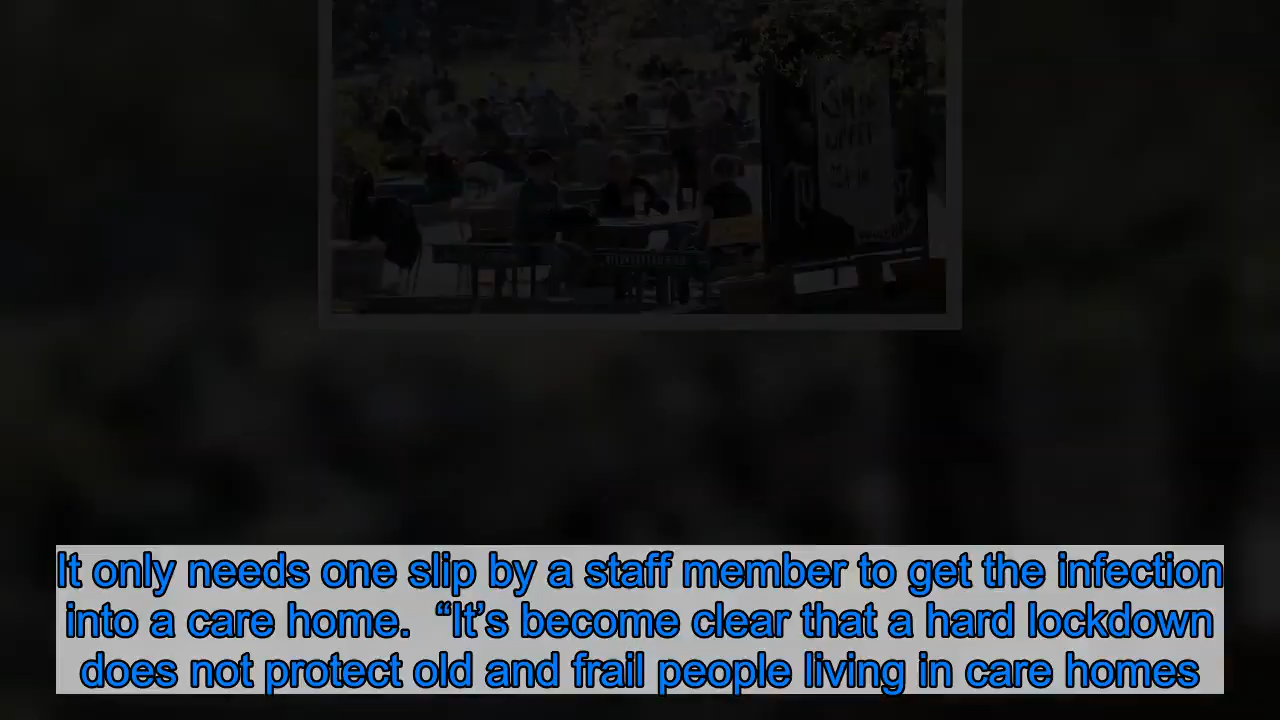 It only needs one slip by a staff member to get the infection
into a care home. “It’s become clear that a hard lockdown
does not protect old and frail people living in care homes